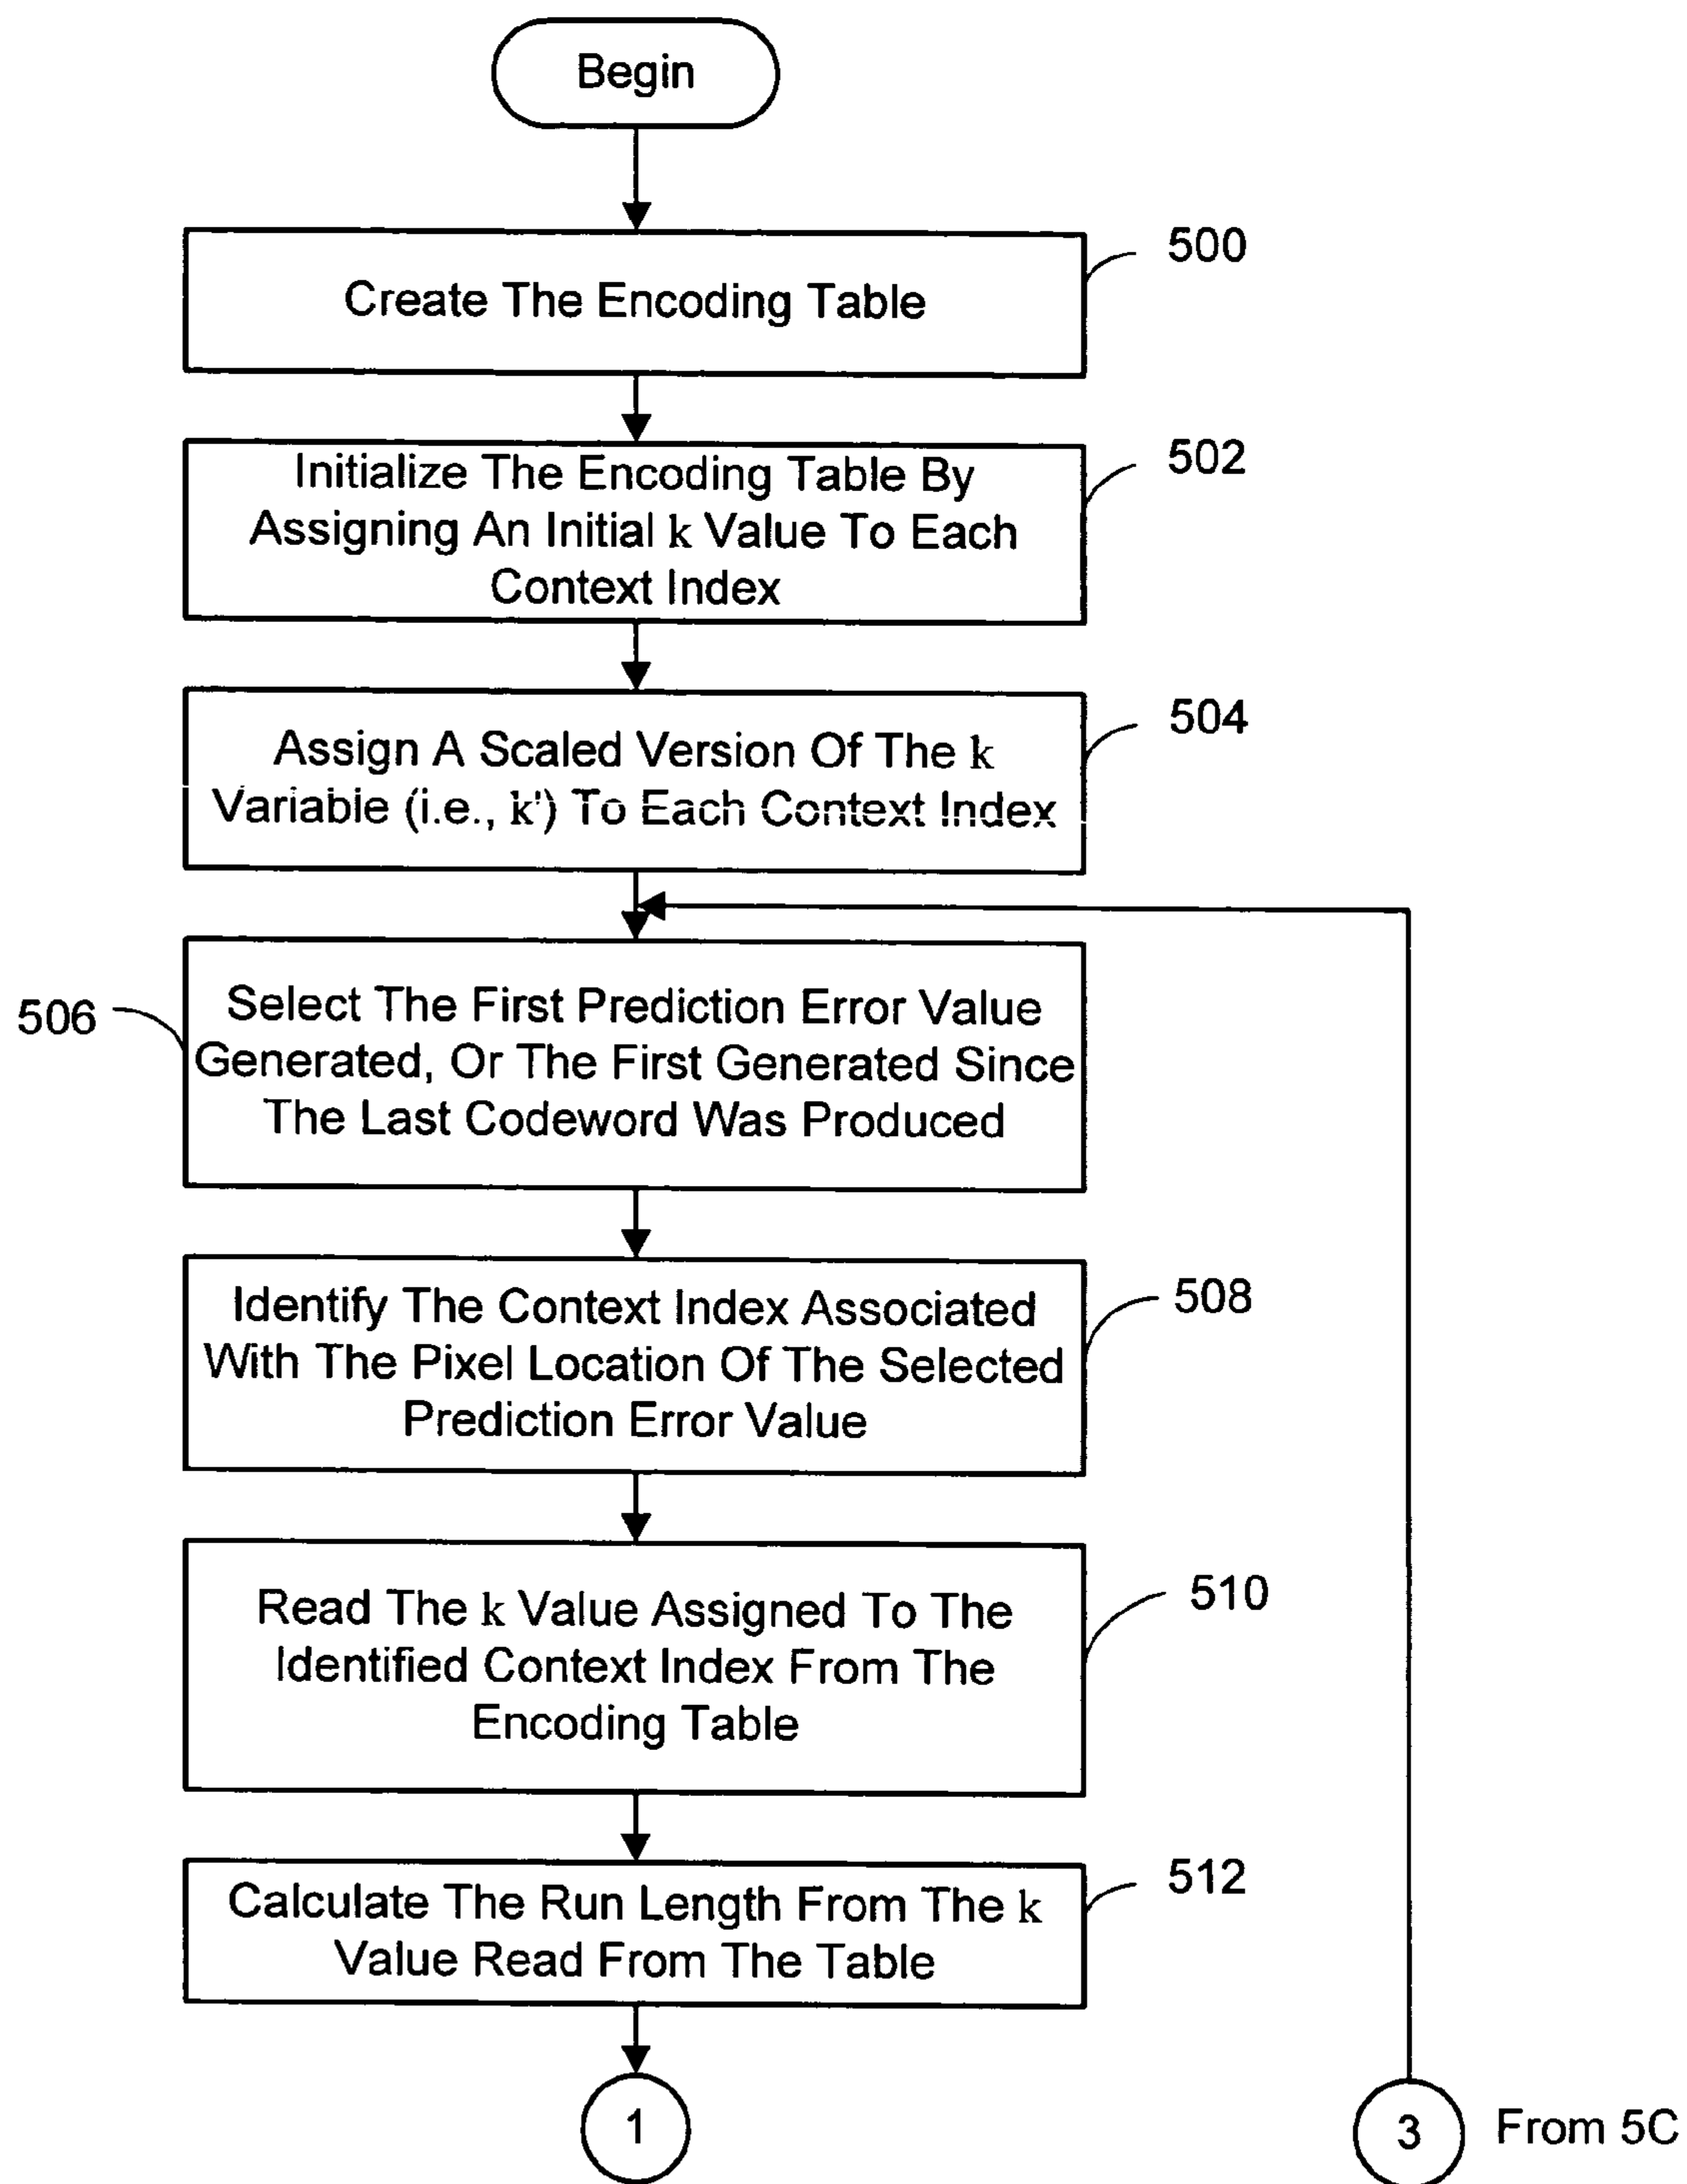 Begin
500
Create The Encoding Table
502
Initialize The Encoding Table By
Assigning An Initial k Value To Each
Context Index
504
Assign A Scaled Version Of The k
Variable (i.e., k') To Each Context Index
506
Select The First Prediction Error Value
Generated, Or The First Generated Since
The Last Codeword Was Produced
508
Identify The Context Index Associated
With The Pixel Location Of The Selected
Prediction Error Value
510
Read The k Value Assigned To The
Identified Context Index From The
Encoding Table
512
Calculate The Run Length From The k
Value Read From The Table
1
3 From 5C